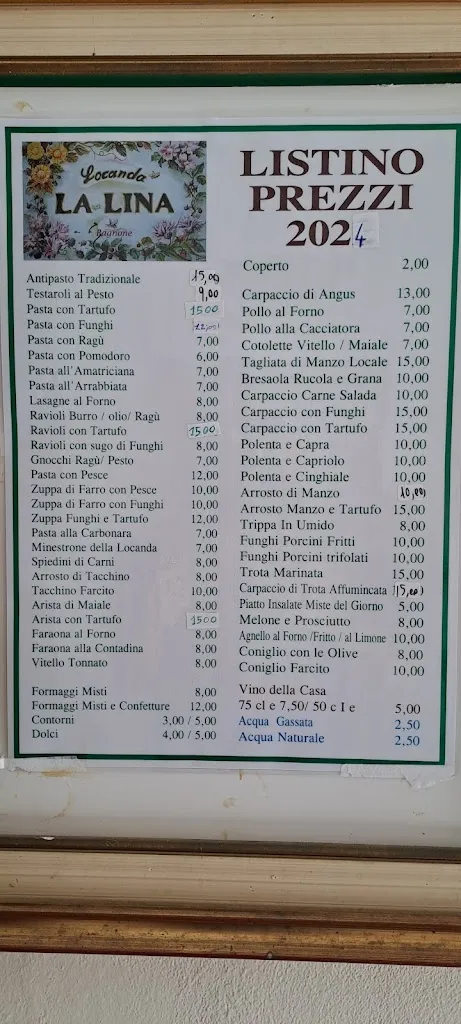 Locanda
LA LINA
Bagnone
LISTINO
PREZZI
2024
Antipasto Tradizionale 15,00
Testaroli al Pesto 9,00
Pasta con Tartufo 1500
Pasta con Funghi
Pasta con Ragù 7,00
Pasta con Pomodoro 6,00
Pasta all'Amatriciana 7,00
Pasta all'Arrabbiata 7,00
Lasagne al Forno 8,00
Ravioli Burro / olio/ Ragù 8,00
Ravioli con Tartufo 1500
Ravioli con sugo di Funghi 8,00
Gnocchi Ragù/ Pesto 7,00
Pasta con Pesce 12,00
Zuppa di Farro con Pesce 10,00
Zuppa di Farro con Funghi 10,00
Zuppa Funghi e Tartufo 12,00
Pasta alla Carbonara 7,00
Minestrone della Locanda 7,00
Spiedini di Carni 8,00
Arrosto di Tacchino 8,00
Tacchino Farcito 10,00
Arista di Maiale 8,00
Arista con Tartufo 1500
Faraona al Forno 8,00
Faraona alla Contadina 8,00
Vitello Tonnato 8,00
Formaggi Misti 8,00
Formaggi Misti e Confetture 12,00
Contorni 3,00 / 5,00
Dolci 4,00 / 5,00
Coperto 2,00
Carpaccio di Angus 13,00
Pollo al Forno 7,00
Pollo alla Cacciatora 7,00
Cotolette Vitello / Maiale 7,00
Tagliata di Manzo Locale 15,00
Bresaola Rucola e Grana 10,00
Carpaccio Carne Salada 10,00
Carpaccio con Funghi 15,00
Carpaccio con Tartufo 15,00
Polenta e Capra 10,00
Polenta e Capriolo 10,00
Polenta e Cinghiale 10,00
Arrosto di Manzo 10,00
Arrosto Manzo e Tartufo 15,00
Trippa In Umido 8,00
Funghi Porcini Fritti 10,00
Funghi Porcini trifolati 10,00
Trota Marinata 15,00
Carpaccio di Trota Affumincata 15,00
Piatto Insalate Miste del Giorno 5,00
Melone e Prosciutto 8,00
Agnello al Forno /Fritto / al Limone 10,00
Coniglio con le Olive 8,00
Coniglio Farcito 10,00
Vino della Casa
75 cl e 7,50/ 50 c l e 5,00
Acqua Gassata 2,50
Acqua Naturale 2,50